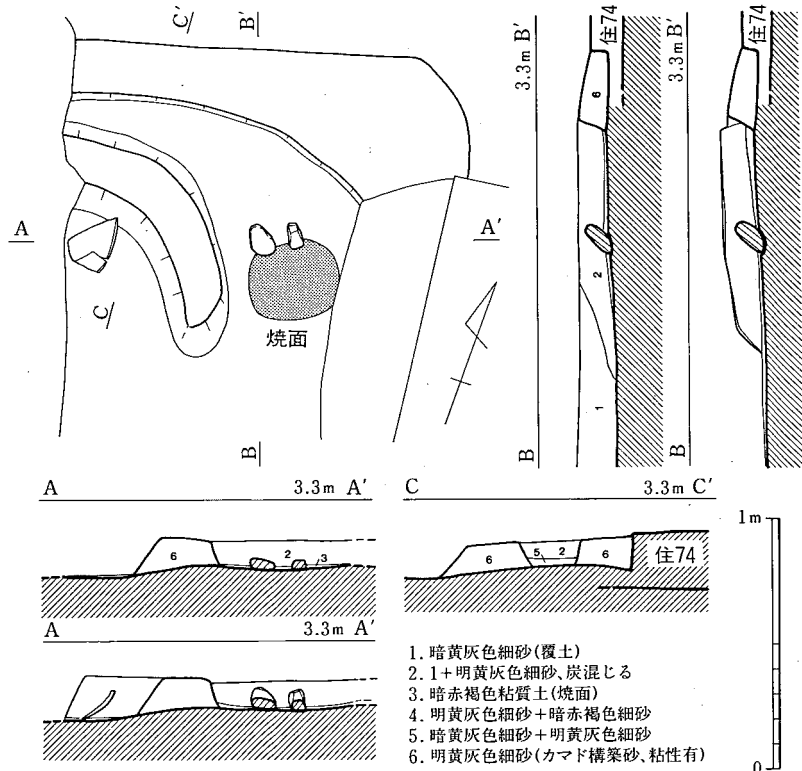 C' B'
A A'
C
焼面
B
3.3m B'
住74
6
2
1
B
3.3m B'
住74
B
A 3.3m A'
6 2 3
C 3.3m C'
6 5 2 6 住74
A 3.3m A'
1m
0
1. 暗黄灰色細砂(覆土)
2. 1+明黄灰色細砂、炭混じる
3. 暗赤褐色粘質土(焼面)
4. 明黄灰色細砂+暗赤褐色細砂
5. 暗黄灰色細砂+明黄灰色細砂
6. 明黄灰色細砂(カマド構築砂、粘性有)